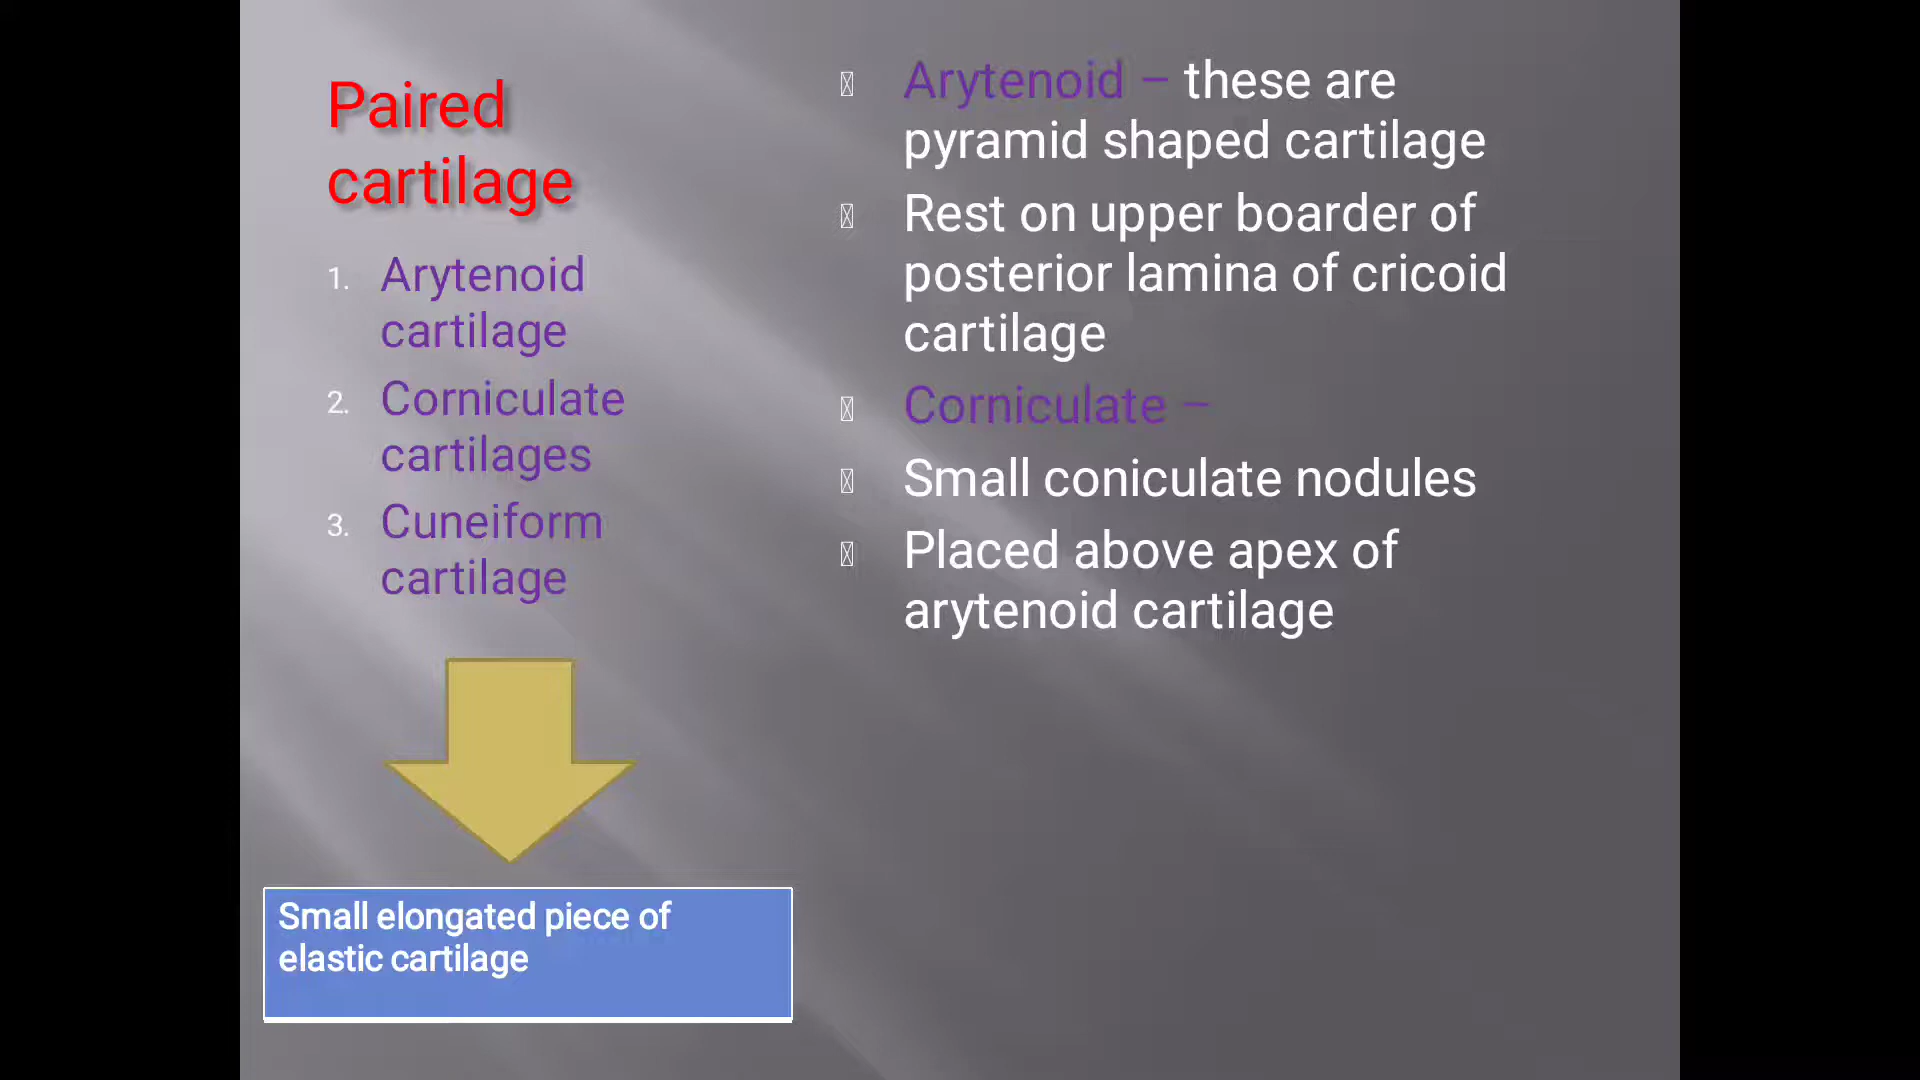 Paired
cartilage
1. Arytenoid
cartilage
2. Corniculate
cartilages
3. Cuneiform
cartilage
Small elongated piece of
elastic cartilage
Arytenoid – these are
pyramid shaped cartilage
Rest on upper boarder of
posterior lamina of cricoid
cartilage
Corniculate –
Small coniculate nodules
Placed above apex of
arytenoid cartilage